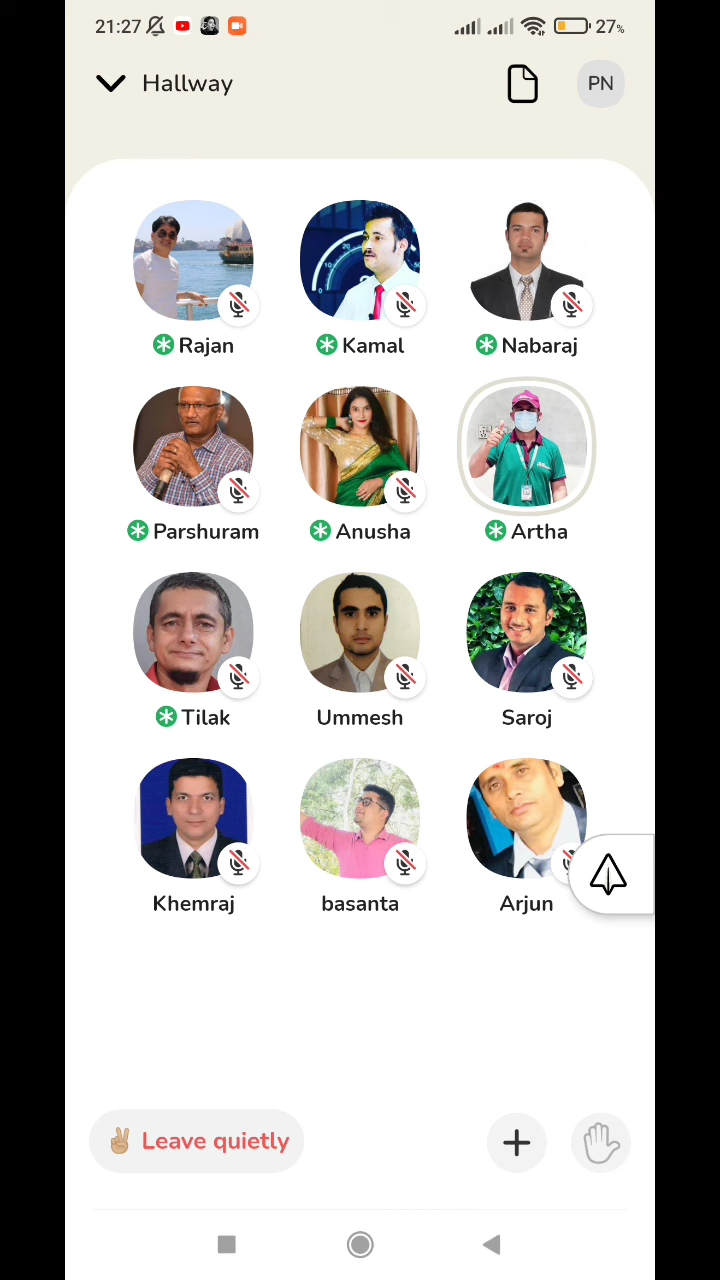 21:27 27%
Hallway PN
Rajan Kamal Nabaraj
Parshuram Anusha Artha
Tilak Ummesh Saroj
Khemraj basanta Arjun
Leave quietly